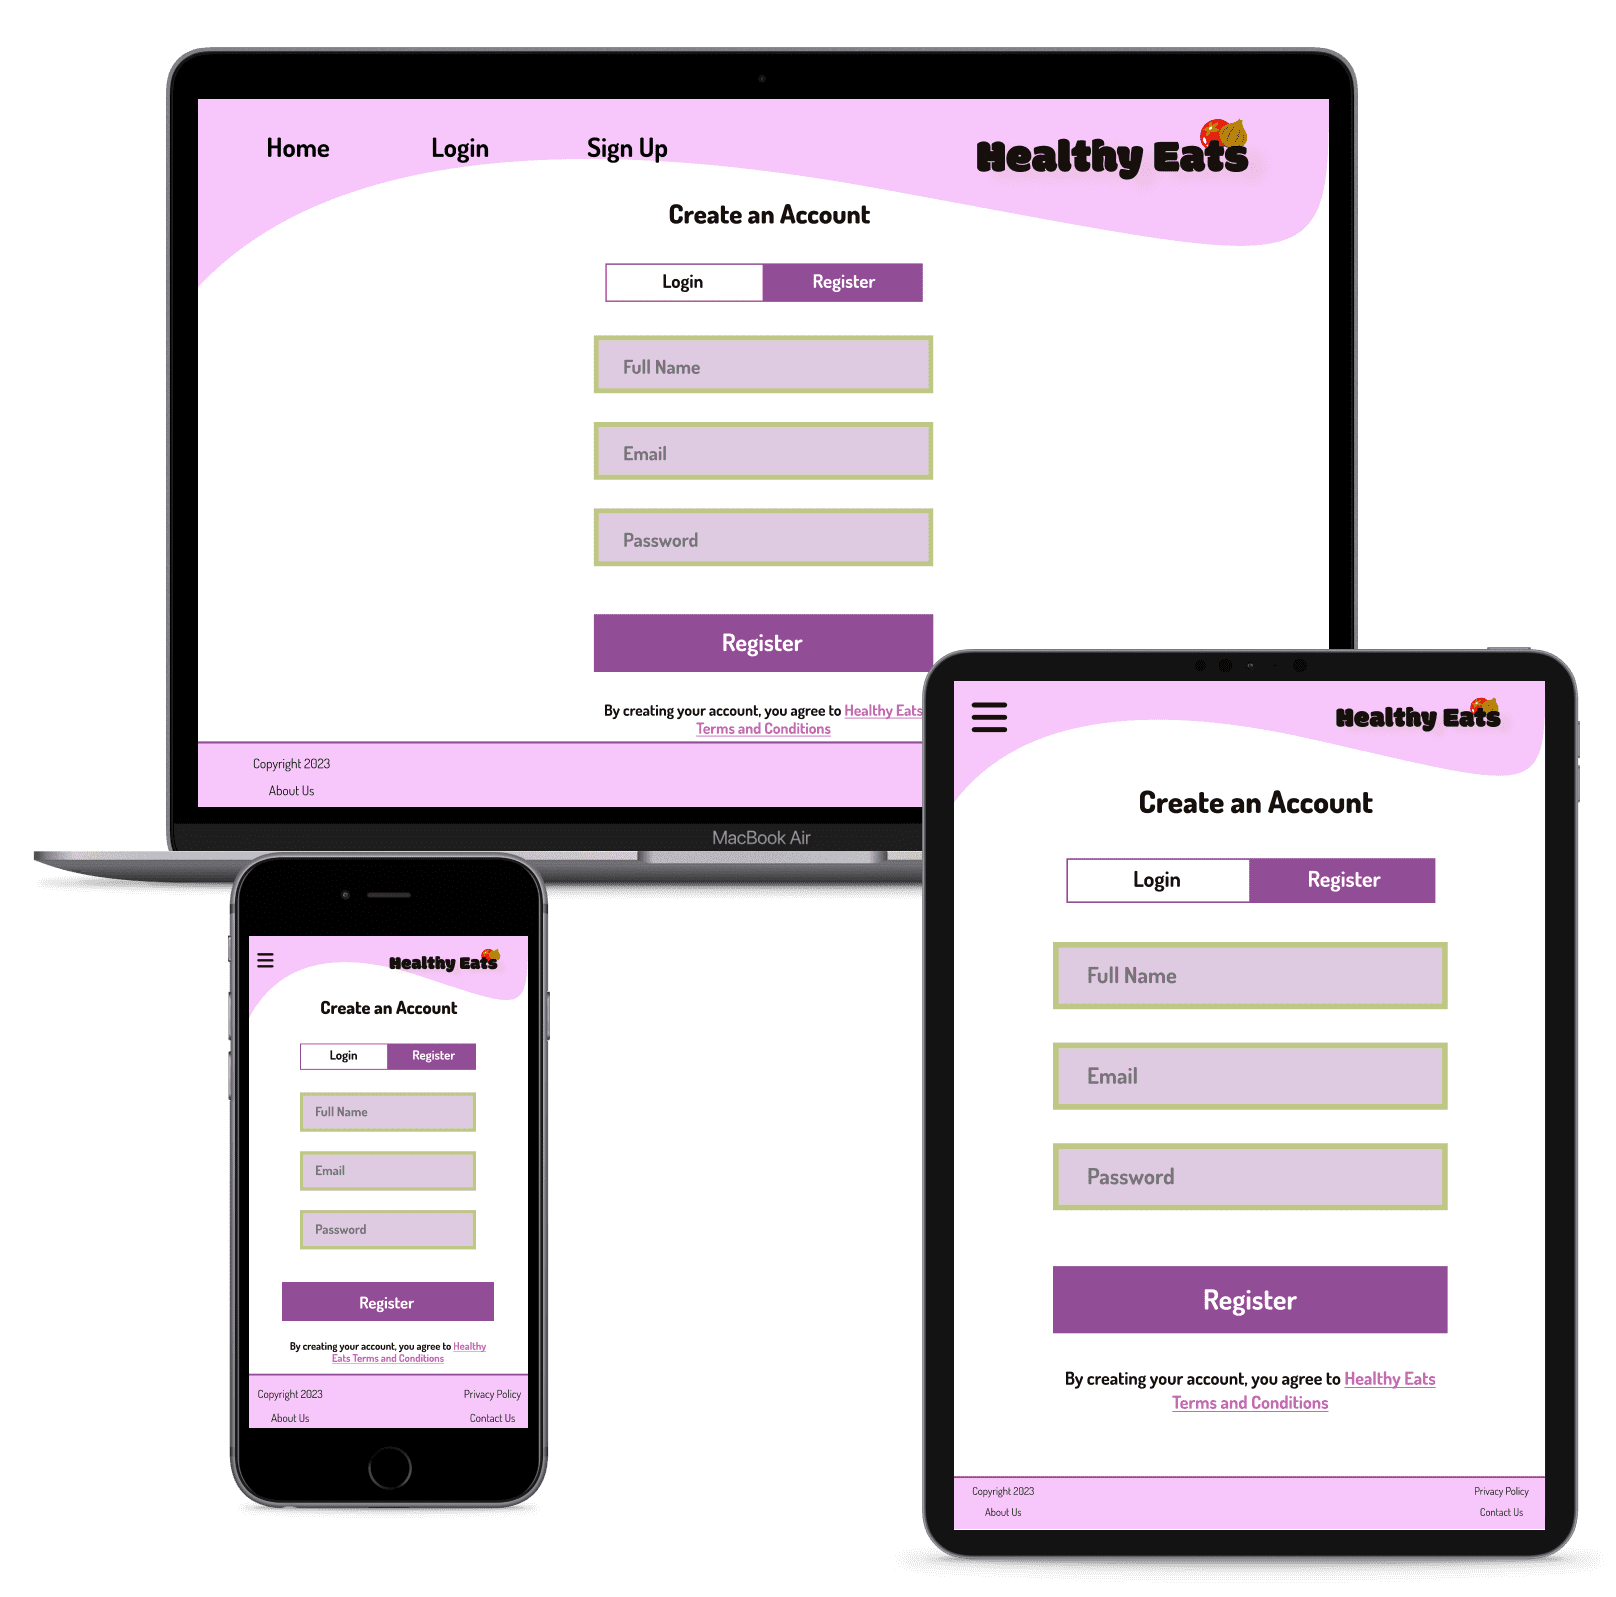 Home Login Sign Up Healthy Eats
Create an Account
Login Register
Full Name
Email
Password
Register
By creating your account, you agree to Healthy Eats
Terms and Conditions
Copyright 2023
About Us
MacBook Air
Healthy Eats
Create an Account
Login Register
Full Name
Email
Password
Register
By creating your account, you agree to Healthy
Eats Terms and Conditions
Copyright 2023 Privacy Policy
About Us Contact Us
Healthy Eats
Create an Account
Login Register
Full Name
Email
Password
Register
By creating your account, you agree to Healthy Eats
Terms and Conditions
Copyright 2023 Privacy Policy
About Us Contact Us